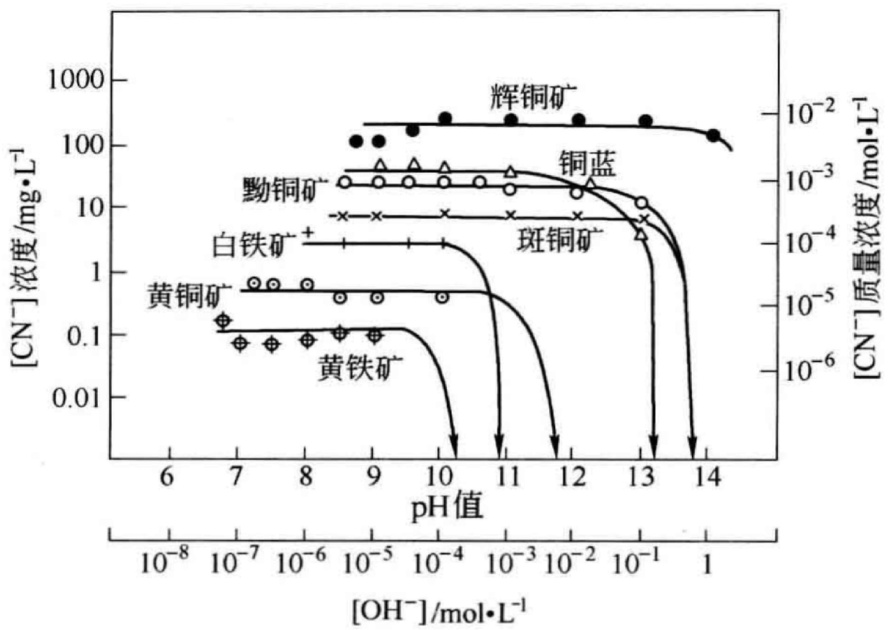 1000
100
10
1
0.1
0.01
[CN⁻]浓度/mg•L⁻¹
辉铜矿
铜蓝
黝铜矿
斑铜矿
白铁矿
黄铜矿
黄铁矿
10⁻²
10⁻³
10⁻⁴
10⁻⁵
10⁻⁶
[CN⁻]质量浓度/mol•L⁻¹
6 7 8 9 10 11 12 13 14
pH值
10⁻⁸ 10⁻⁷ 10⁻⁶ 10⁻⁵ 10⁻⁴ 10⁻³ 10⁻² 10⁻¹ 1
[OH⁻]/mol•L⁻¹